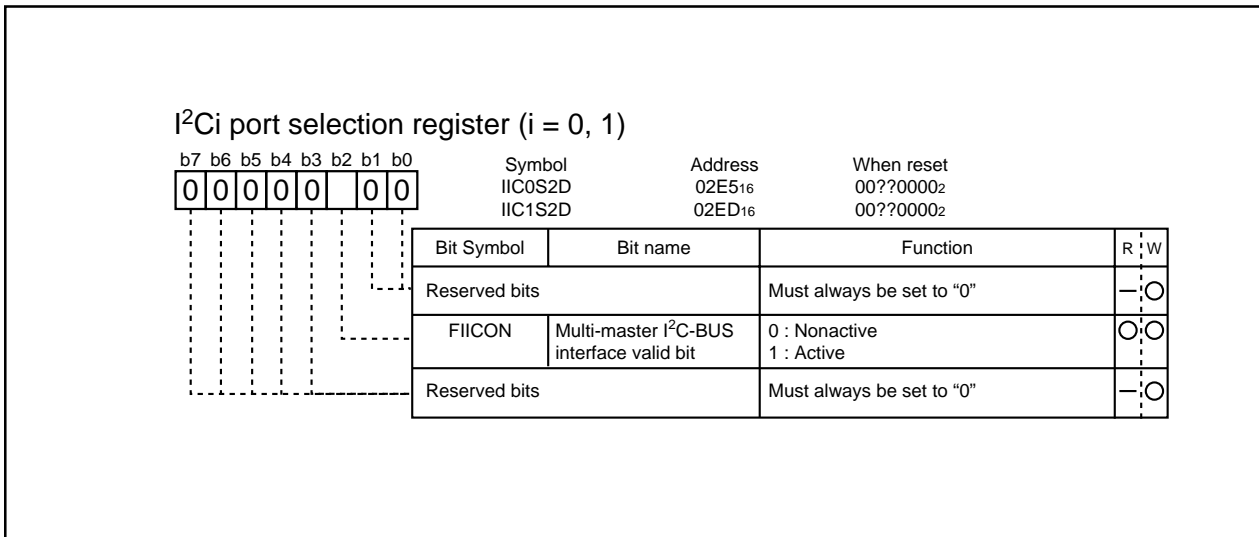 I²Ci port selection register (i = 0, 1)
b7 b6 b5 b4 b3 b2 b1 b0
0 0 0 0 0 0 0
Symbol Address When reset
IIC0S2D 02E5₁₆ 00??0000₂
IIC1S2D 02ED₁₆ 00??0000₂
Bit Symbol Bit name Function R W
Reserved bits Must always be set to “0” – O
FIICON Multi-master I²C-BUS 0 : Nonactive O O
interface valid bit 1 : Active
Reserved bits Must always be set to “0” – O